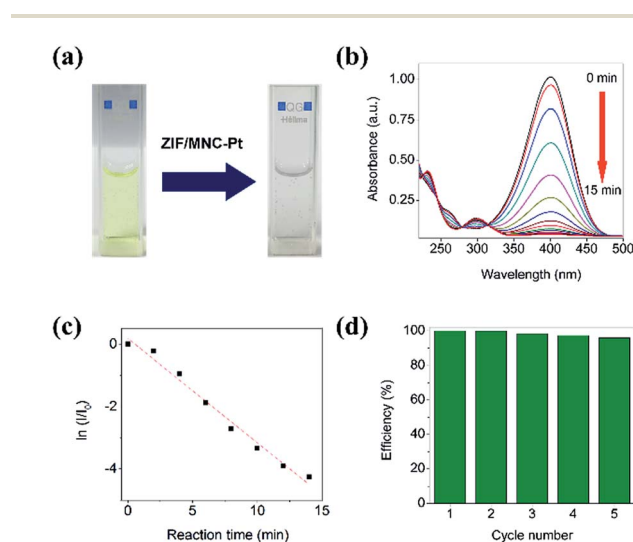 (a)
ZIF/MNC-Pt
QG
Hellma
(b)
Absorbance (a.u.)
1.00
0.75
0.50
0.25
0 min
15 min
250 300 350 400 450 500
Wavelength (nm)
(c)
ln (I/I0)
0
-2
-4
0 5 10 15
Reaction time (min)
(d)
Efficiency (%)
100
80
60
40
20
0
1 2 3 4 5
Cycle number